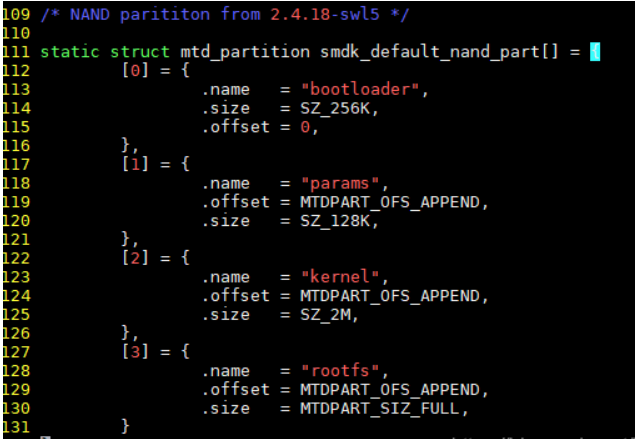 109 /* NAND parititon from 2.4.18-swl5 */
110
111 static struct mtd_partition smdk_default_nand_part[] = {
112         [0] = {
113                 .name   = "bootloader",
114                 .size   = SZ_256K,
115                 .offset = 0,
116         },
117         [1] = {
118                 .name   = "params",
119                 .offset = MTDPART_OFS_APPEND,
120                 .size   = SZ_128K,
121         },
122         [2] = {
123                 .name   = "kernel",
124                 .offset = MTDPART_OFS_APPEND,
125                 .size   = SZ_2M,
126         },
127         [3] = {
128                 .name   = "rootfs",
129                 .offset = MTDPART_OFS_APPEND,
130                 .size   = MTDPART_SIZ_FULL,
131         }